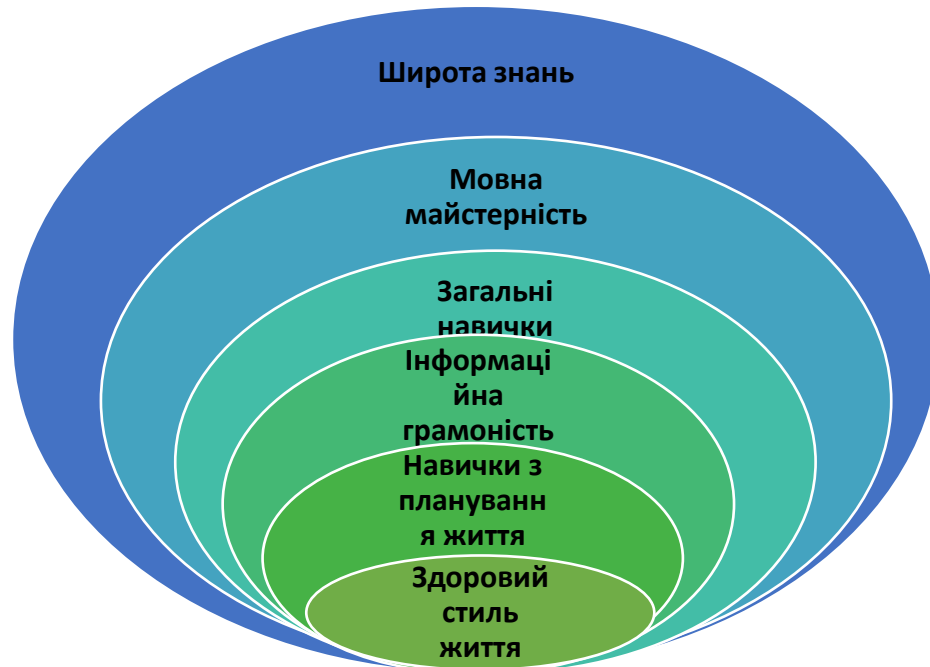 Широта знань
Мовна
майстерність
Загальні
навички
Інформаці
йна
грамоність
Навички з
плануванн
я життя
Здоровий
стиль
життя